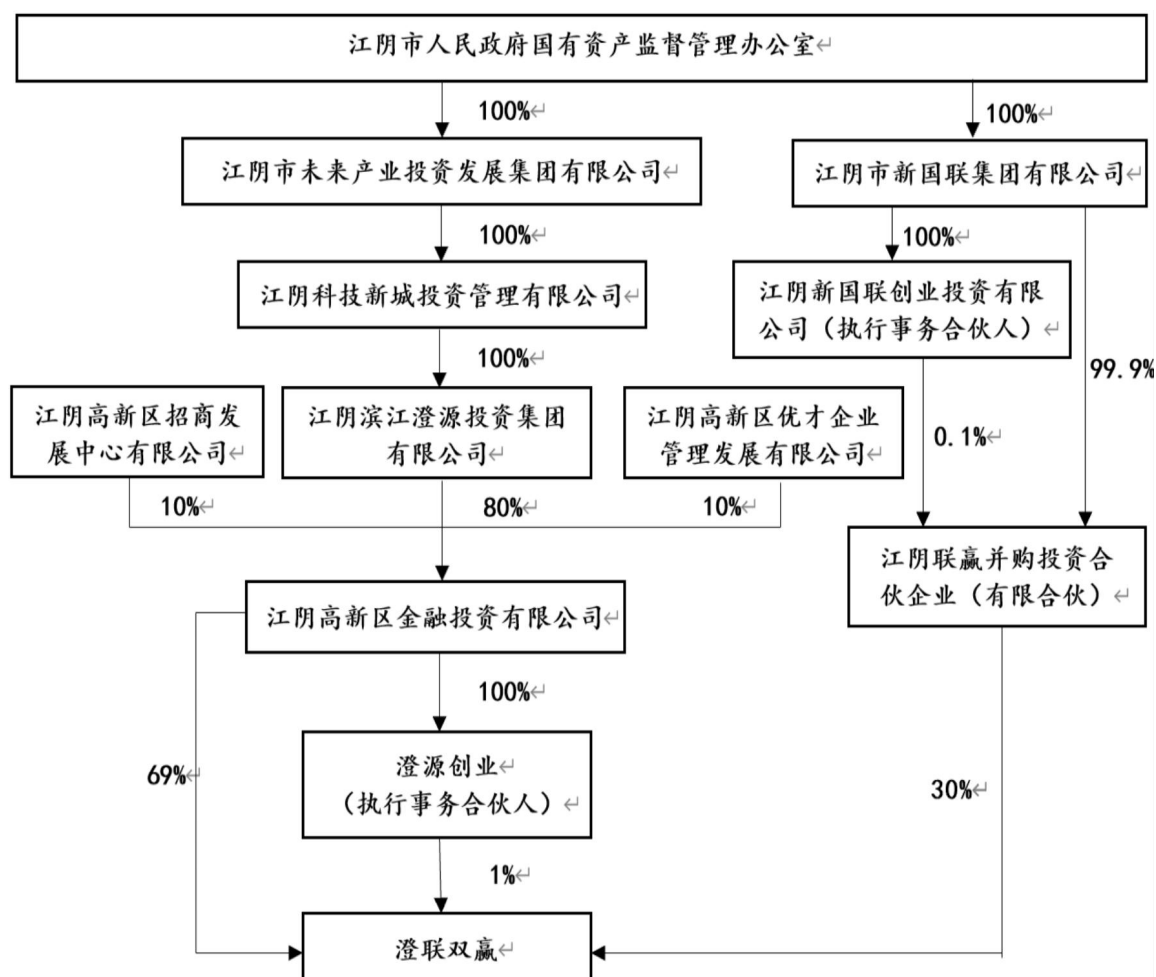 江阴市人民政府国有资产监督管理办公室↵
100%↵
100%↵
江阴市未来产业投资发展集团有限公司↵
江阴市新国联集团有限公司↵
100%↵
100%↵
江阴科技新城投资管理有限公司↵
江阴新国联创业投资有限
公司（执行事务合伙人）↵
100%↵
99.9%
江阴高新区招商发
展中心有限公司↵
江阴滨江澄源投资集团
有限公司↵
江阴高新区优才企业
管理发展有限公司↵
0.1%↵
10%↵
80%↵
10%↵
江阴联赢并购投资合
伙企业（有限合伙）↵
江阴高新区金融投资有限公司↵
100%↵
69%↵
澄源创业↵
（执行事务合伙人）↵
30%↵
1%↵
澄联双赢↵